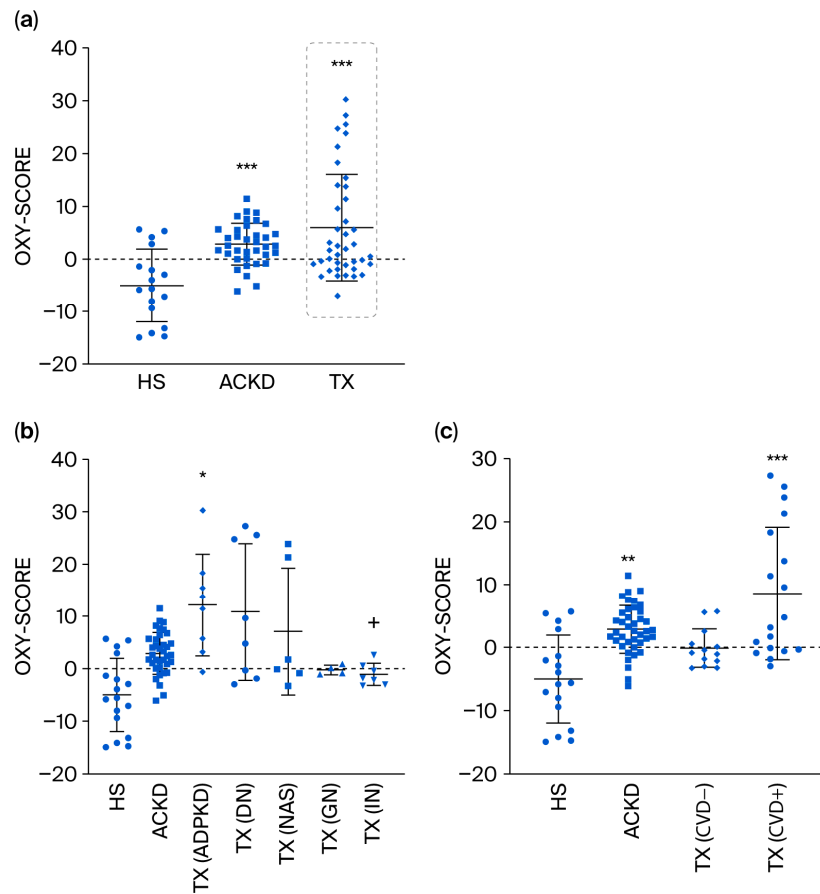 (a)
OXY-SCORE
40
30
20
10
0
−10
−20
***
***
HS
ACKD
TX
(b)
OXY-SCORE
40
30
20
10
0
−10
−20
*
+
HS
ACKD
TX (ADPKD)
TX (DN)
TX (NAS)
TX (GN)
TX (IN)
(c)
OXY-SCORE
30
20
10
0
−10
−20
**
***
HS
ACKD
TX (CVD−)
TX (CVD+)